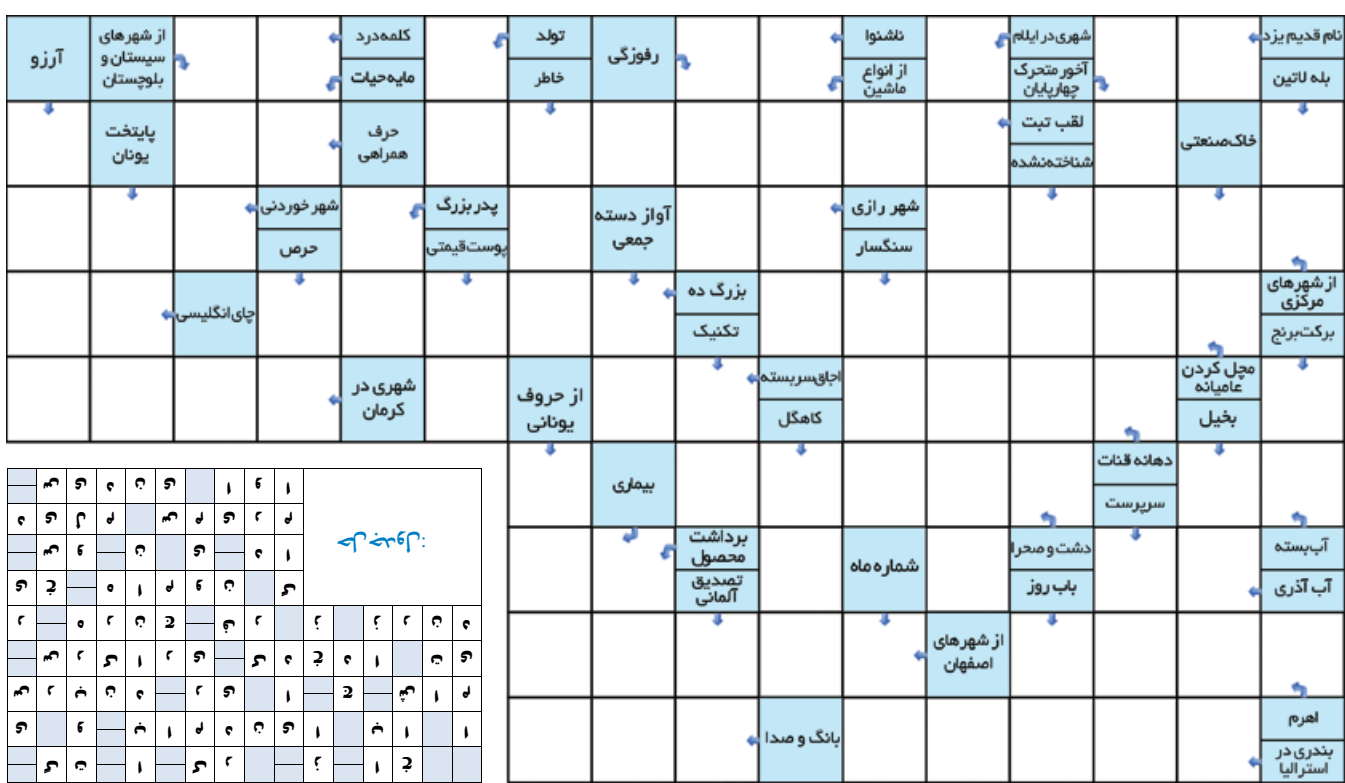 نام قدیم یزد
بله لاتین
شهری در ایلام
آخور متحرک
چهارپایان
ناشنوا
از انواع
ماشین
رفوزگی
تولد
خاطر
کلمه درد
مایه حیات
از شهرهای
سیستان و
بلوچستان
آرزو
خاک صنعتی
لقب تبت
شناخته نشده
حرف
همراهی
پایتخت
یونان
شهر رازی
سنگسار
آواز دسته
جمعی
پدربزرگ
پوست قیمتی
شهر خوردنی
حرص
از شهرهای
مرکزی
برکت برنج
بزرگ ده
تکنیک
چای انگلیسی
مچل کردن
عامیانه
بخیل
اجاق سربسته
کاهگل
از حروف
یونانی
شهری در
کرمان
دهانه قنات
سرپرست
بیماری
آب بسته
آب آذری
دشت و صحرا
باب روز
شماره ماه
برداشت
محصول
تصدیق
آلمانی
از شهرهای
اصفهان
اهرم
بندری در
استرالیا
بانگ و صدا
حل جدول: